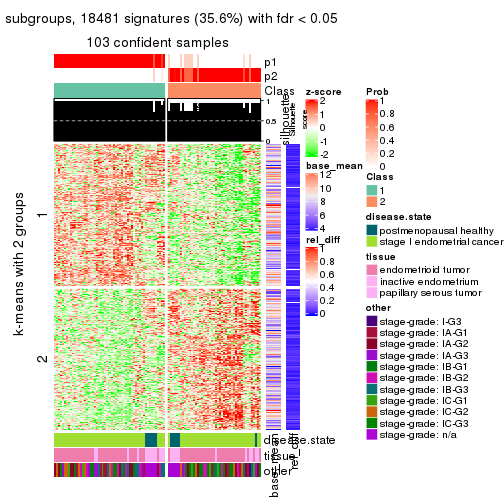 subgroups, 18481 signatures (35.6%) with fdr < 0.05
103 confident samples
p1
p2
Class
1
0.5
0
silhouette
score
silhouette
k-means with 2 groups
1
2
disease.state
tissue
other
base_mean
rel_diff
z-score
2
1
0
-1
-2
base_mean
12
10
8
6
4
rel_diff
1
0.8
0.6
0.4
0.2
0
Prob
1
0.8
0.6
0.4
0.2
0
Class
1
2
disease.state
postmenopausal healthy
stage I endometrial cancer
tissue
endometrioid tumor
inactive endometrium
papillary serous tumor
other
stage-grade: I-G3
stage-grade: IA-G1
stage-grade: IA-G2
stage-grade: IA-G3
stage-grade: IB-G1
stage-grade: IB-G2
stage-grade: IB-G3
stage-grade: IC-G1
stage-grade: IC-G2
stage-grade: IC-G3
stage-grade: n/a